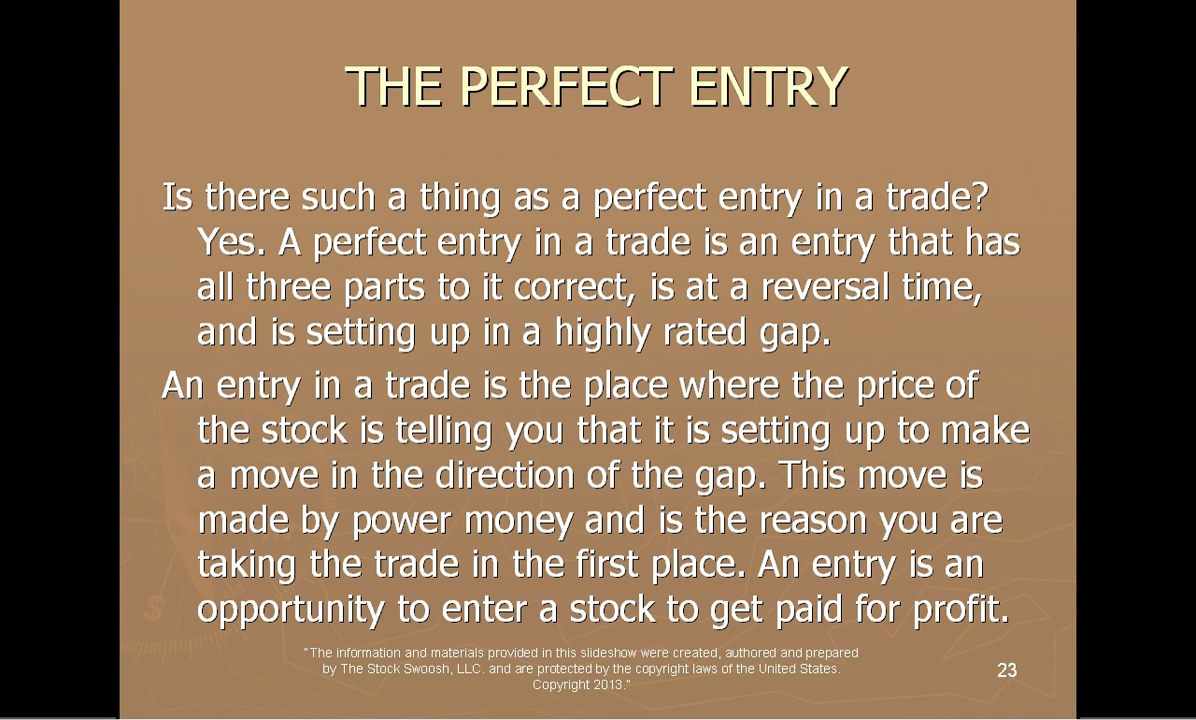 THE PERFECT ENTRY
Is there such a thing as a perfect entry in a trade?
Yes. A perfect entry in a trade is an entry that has
all three parts to it correct, is at a reversal time,
and is setting up in a highly rated gap.
An entry in a trade is the place where the price of
the stock is telling you that it is setting up to make
a move in the direction of the gap. This move is
made by power money and is the reason you are
taking the trade in the first place. An entry is an
opportunity to enter a stock to get paid for profit.
"The information and materials provided in this slideshow were created, authored and prepared
by The Stock Swoosh, LLC. and are protected by the copyright laws of the United States.
Copyright 2013."
23